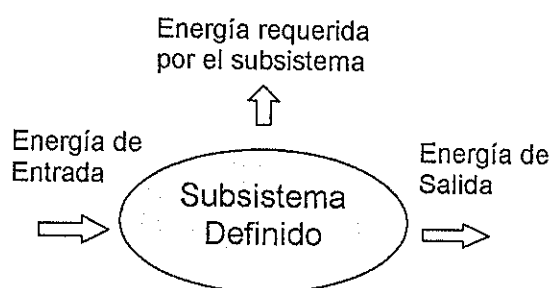 Energía requerida
por el subsistema
Energía de
Entrada
Subsistema
Definido
Energía de
Salida